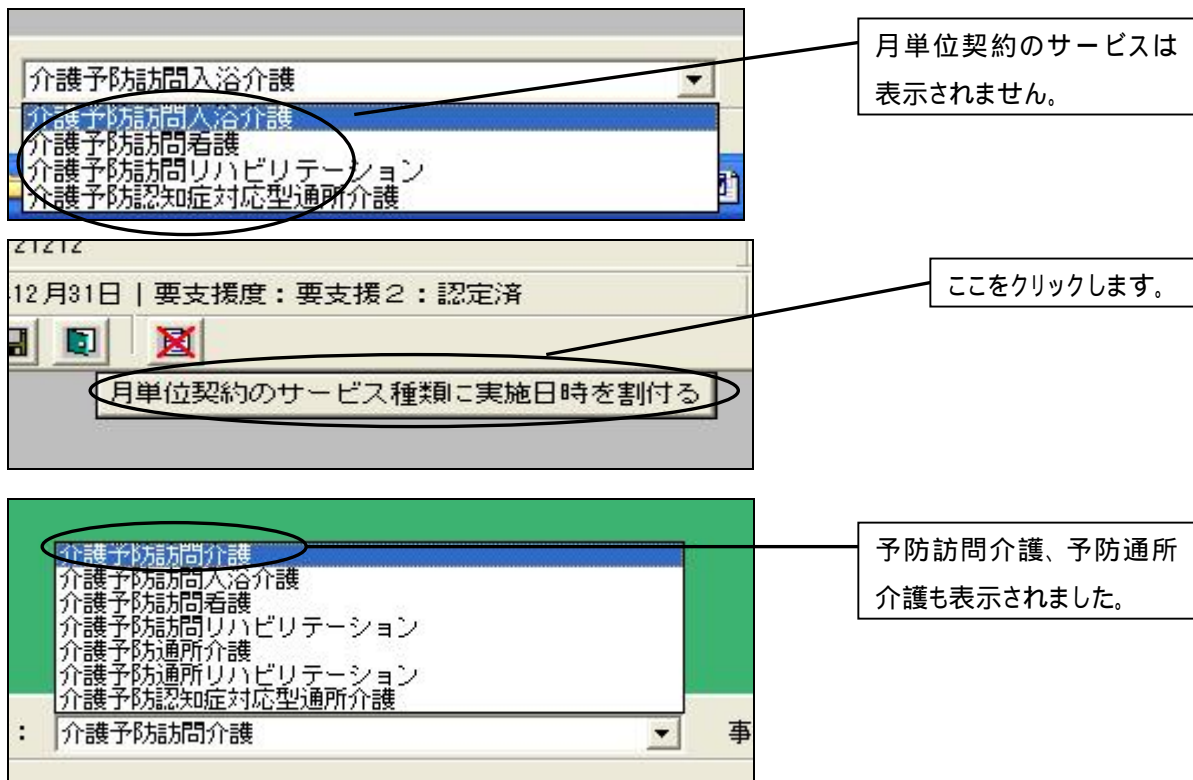 月単位契約のサービスは
表示されません。
介護予防訪問入浴介護
介護予防訪問入浴介護
介護予防訪問看護
介護予防訪問リハビリテーション
介護予防認知症対応型通所介護
21212
12月31日 | 要支援度：要支援２：認定済
ここをクリックします。
月単位契約のサービス種類に実施日時を割付る
介護予防訪問介護
介護予防訪問入浴介護
介護予防訪問看護
介護予防訪問リハビリテーション
介護予防通所介護
介護予防通所リハビリテーション
介護予防認知症対応型通所介護
予防訪問介護、予防通所
介護も表示されました。
： 介護予防訪問介護 事